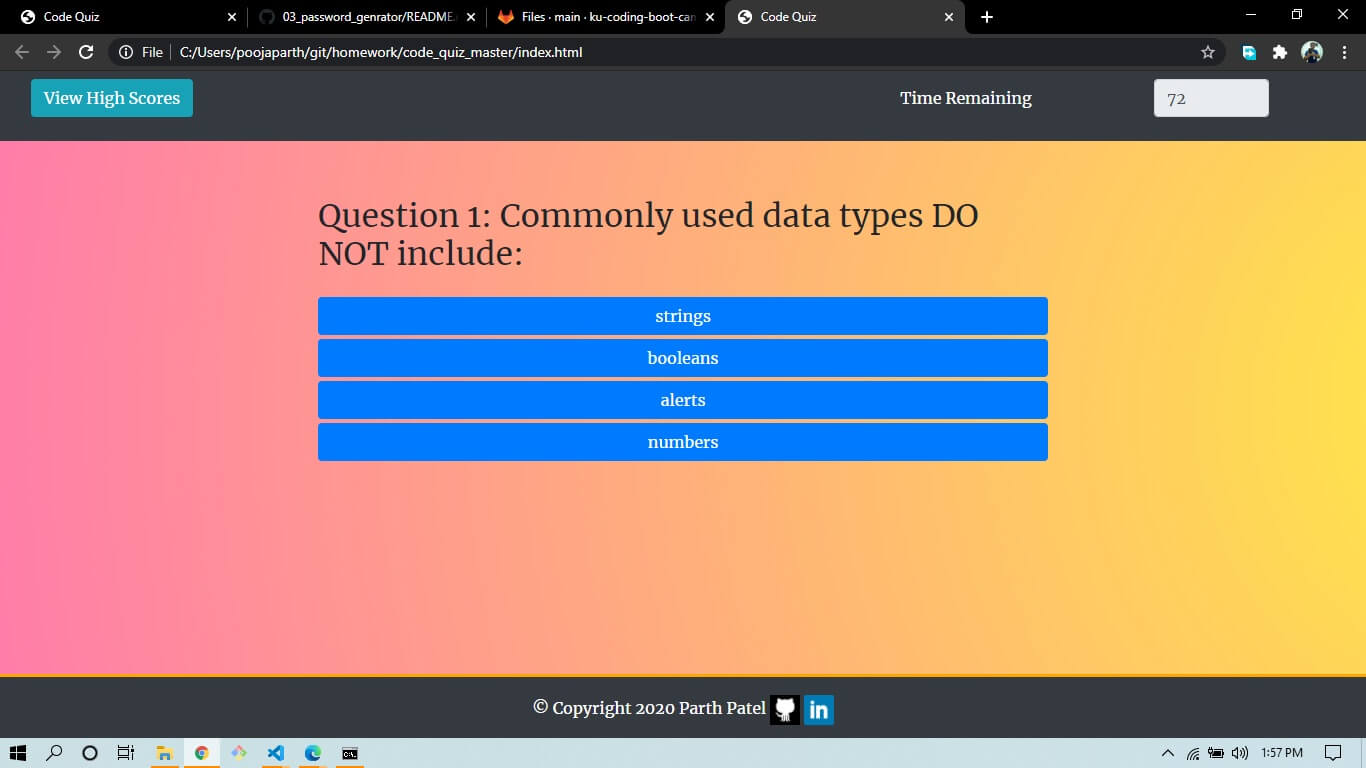 Code Quiz
03_password_genrator/README.
Files · main · ku-coding-boot-can
Code Quiz
File
C:/Users/poojaparth/git/homework/code_quiz_master/index.html
View High Scores
Time Remaining
72
Question 1: Commonly used data types DO
NOT include:
strings
booleans
alerts
numbers
© Copyright 2020 Parth Patel
in
1:57 PM